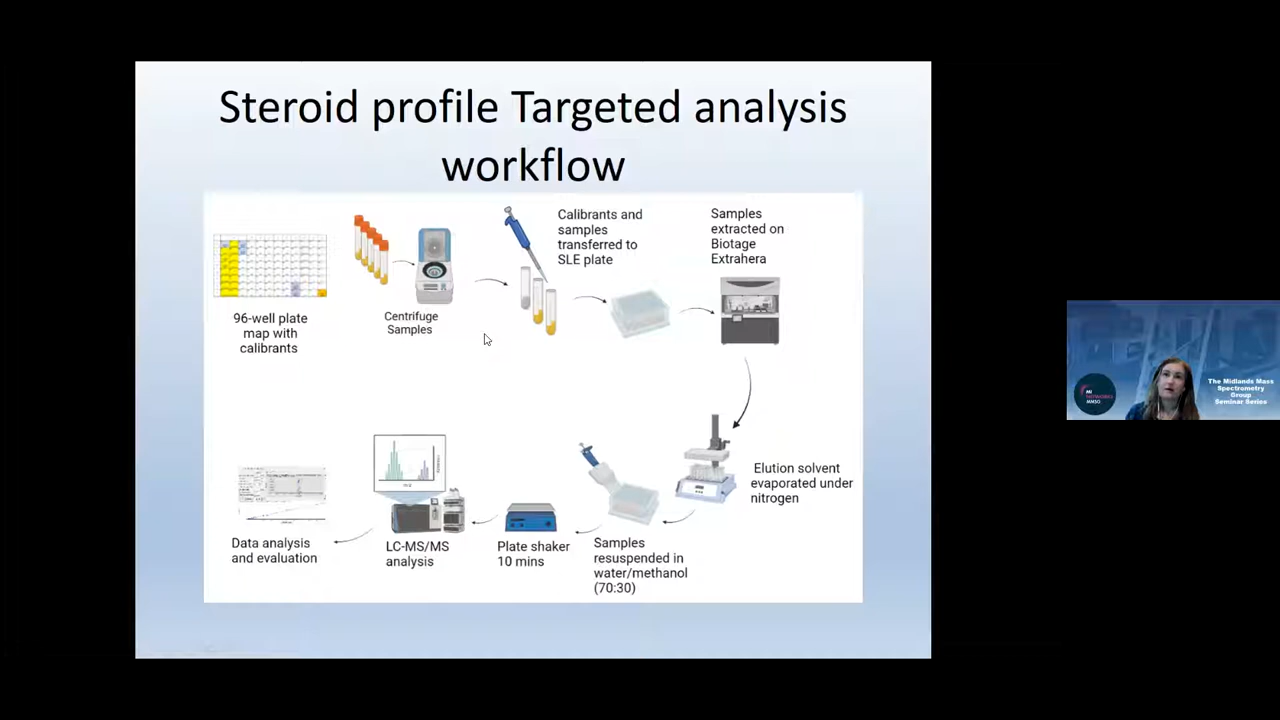 Steroid profile Targeted analysis
workflow
96-well plate
map with
calibrants
Centrifuge
Samples
Calibrants and
samples
transferred to
SLE plate
Samples
extracted on
Biotage
Extrahera
Elution solvent
evaporated under
nitrogen
Samples
resuspended in
water/methanol
(70:30)
Plate shaker
10 mins
LC-MS/MS
analysis
Data analysis
and evaluation
The Midlands Mass
Spectrometry
Group
Seminar Series